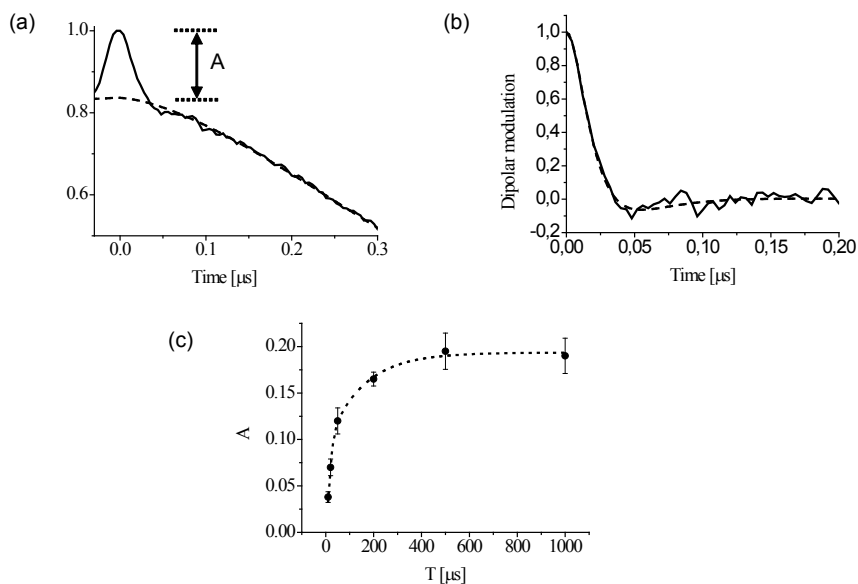 (a)
A
1.0
0.8
0.6
0.0 0.1 0.2 0.3
Time [μs]
(b)
Dipolar modulation
1,0
0,8
0,6
0,4
0,2
0,0
-0,2
0,00 0,05 0,10 0,15 0,20
Time [μs]
(c)
A
0.20
0.15
0.10
0.05
0.00
0 200 400 600 800 1000
T [μs]